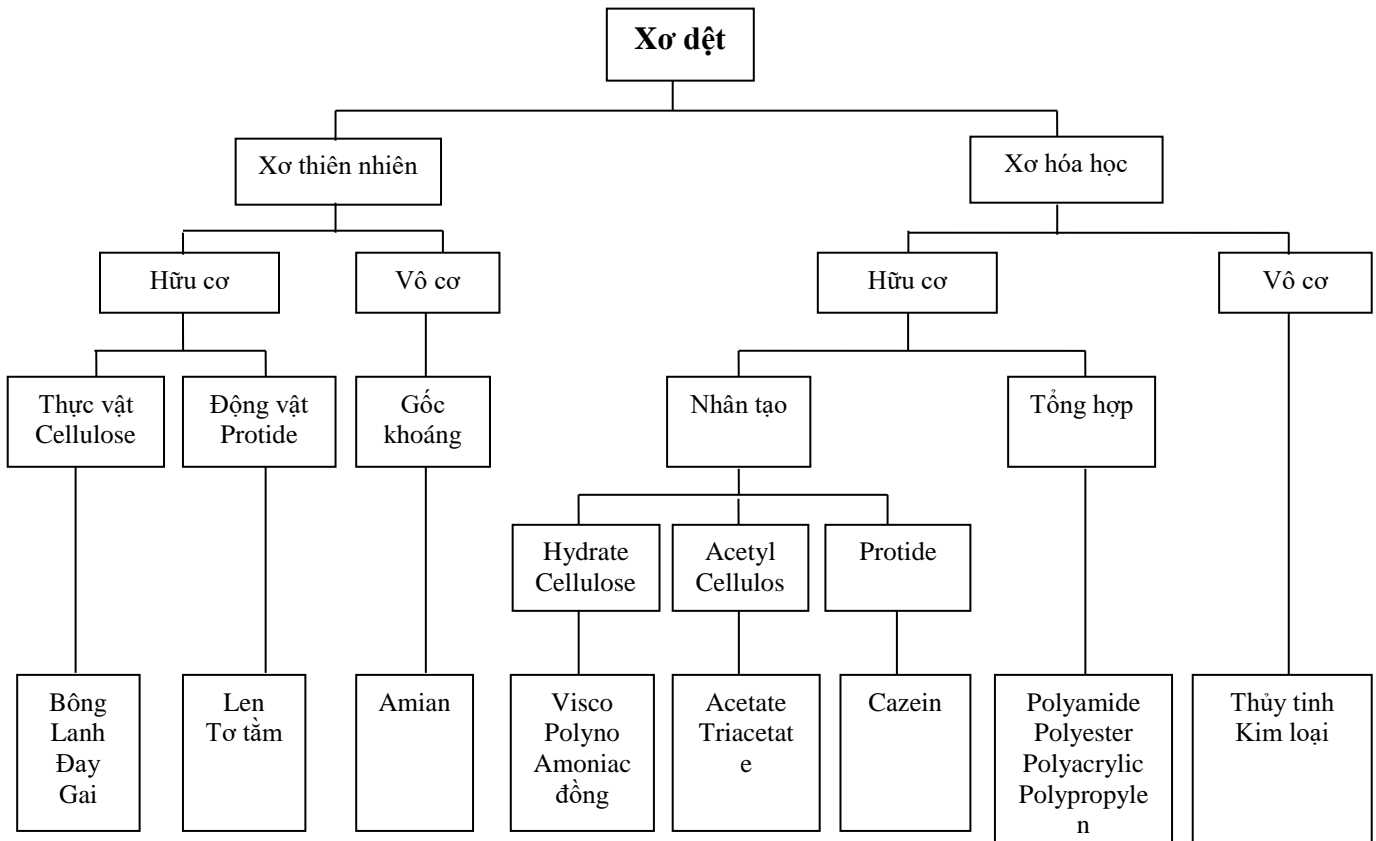 Xơ dệt
Xơ thiên nhiên
Xơ hóa học
Hữu cơ
Vô cơ
Hữu cơ
Vô cơ
Thực vật
Cellulose
Động vật
Protide
Gốc
khoáng
Nhân tạo
Tổng hợp
Hydrate
Cellulose
Acetyl
Cellulos
Protide
Bông
Lanh
Đay
Gai
Len
Tơ tằm
Amian
Visco
Polyno
Amoniac
đồng
Acetate
Triacetat
e
Cazein
Polyamide
Polyester
Polyacrylic
Polypropyle
n
Thủy tinh
Kim loại